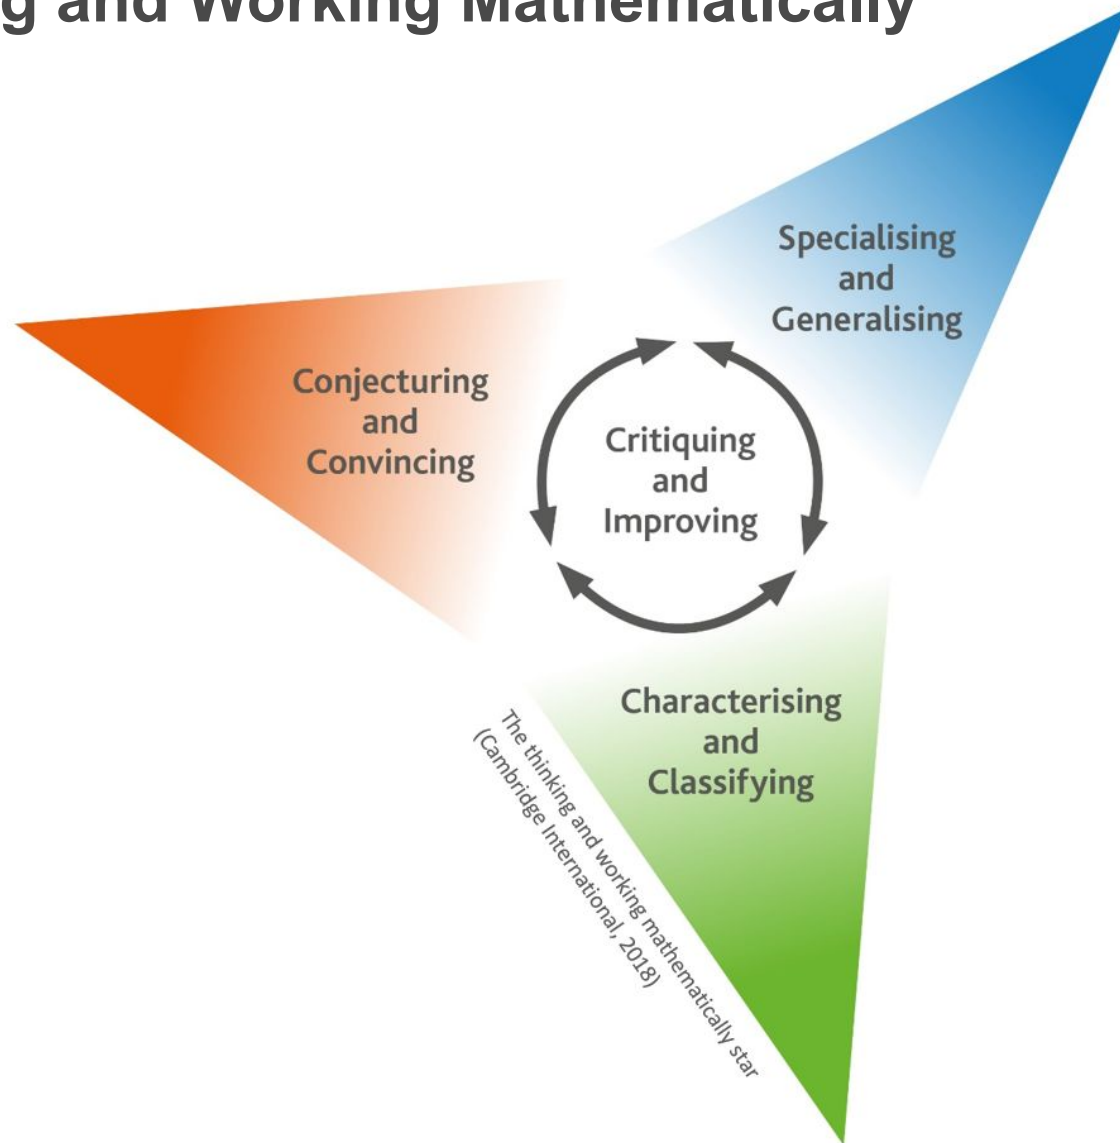 g and Working Mathematically
Specialising
and
Generalising
Conjecturing
and
Convincing
Critiquing
and
Improving
Characterising
and
Classifying
The thinking and working mathematically star
(Cambridge International, 2018)